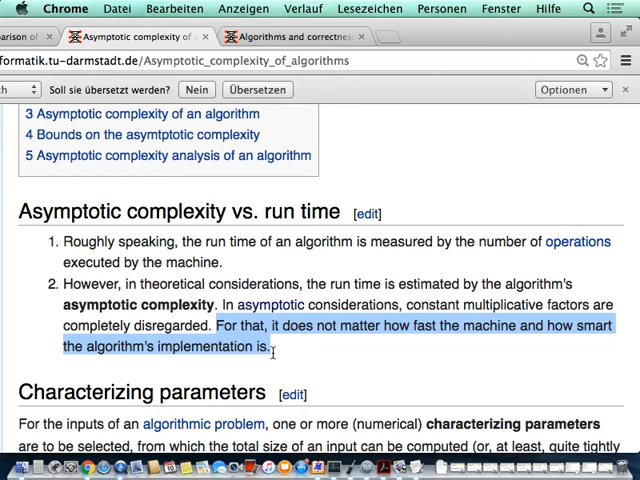 Chrome Datei Bearbeiten Anzeigen Verlauf Lesezeichen Personen Fenster Hilfe
arison of × Asymptotic complexity of a × Algorithms and correctness ×
formatik.tu-darmstadt.de/Asymptotic_complexity_of_algorithms
ch Soll sie übersetzt werden? Nein Übersetzen Optionen ×
3 Asymptotic complexity of an algorithm
4 Bounds on the asymtptotic complexity
5 Asymptotic complexity analysis of an algorithm
Asymptotic complexity vs. run time [edit]
1. Roughly speaking, the run time of an algorithm is measured by the number of operations
executed by the machine.
2. However, in theoretical considerations, the run time is estimated by the algorithm's
asymptotic complexity. In asymptotic considerations, constant multiplicative factors are
completely disregarded. For that, it does not matter how fast the machine and how smart
the algorithm's implementation is.
Characterizing parameters [edit]
For the inputs of an algorithmic problem, one or more (numerical) characterizing parameters
are to be selected, from which the total size of an input can be computed (or, at least, quite tightly